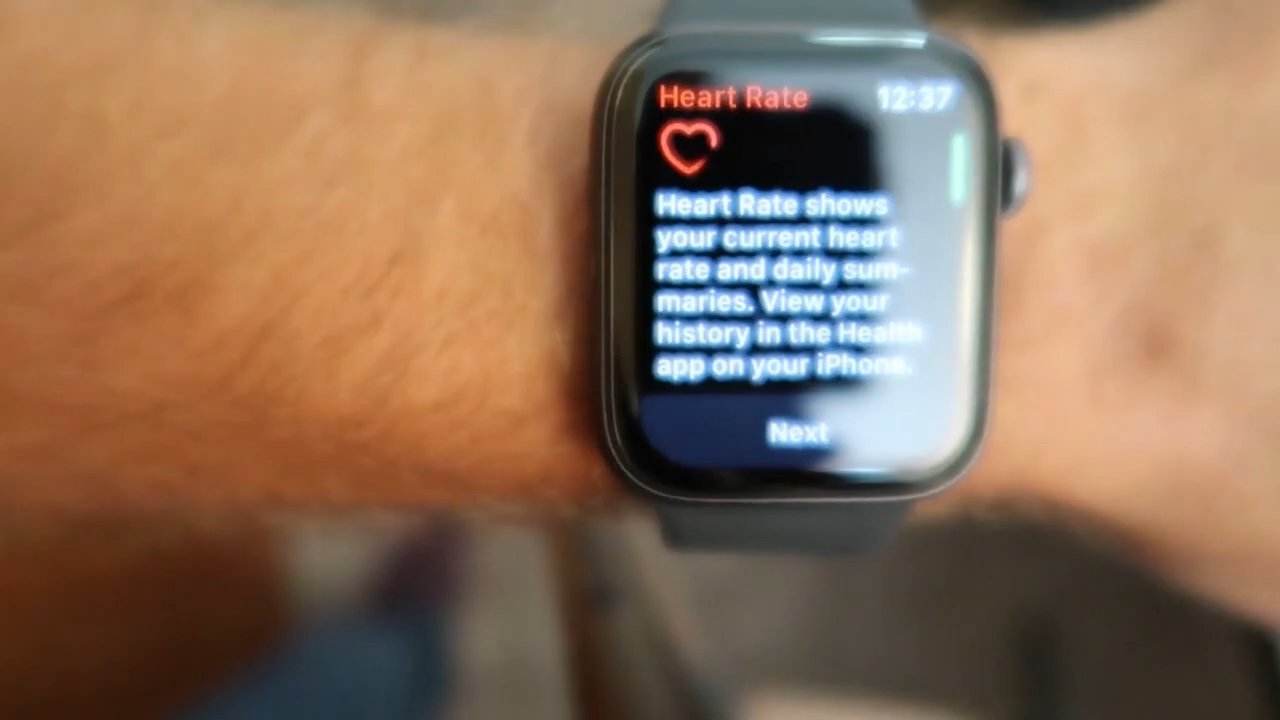 Heart Rate 12:37
Heart Rate shows
your current heart
rate and daily sum-
maries. View your
history in the Health
app on your iPhone.
Next